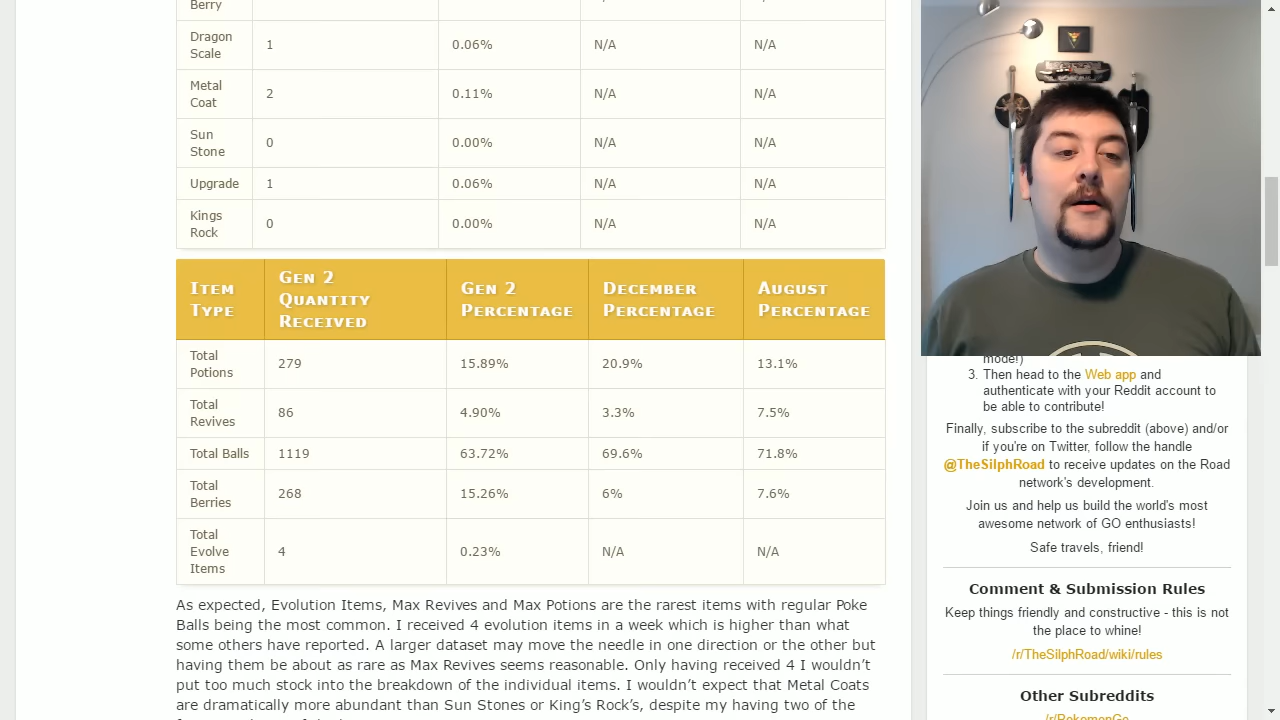 Berry
Dragon
Scale
1
0.06%
N/A
N/A
Metal
Coat
2
0.11%
N/A
N/A
Sun
Stone
0
0.00%
N/A
N/A
Upgrade
1
0.06%
N/A
N/A
Kings
Rock
0
0.00%
N/A
N/A
Item
Type
Gen 2
Quantity
Received
Gen 2
Percentage
December
Percentage
August
Percentage
Total
Potions
279
15.89%
20.9%
13.1%
Total
Revives
86
4.90%
3.3%
7.5%
Total Balls
1119
63.72%
69.6%
71.8%
Total
Berries
268
15.26%
6%
7.6%
Total
Evolve
Items
4
0.23%
N/A
N/A
As expected, Evolution Items, Max Revives and Max Potions are the rarest items with regular Poke
Balls being the most common. I received 4 evolution items in a week which is higher than what
some others have reported. A larger dataset may move the needle in one direction or the other but
having them be about as rare as Max Revives seems reasonable. Only having received 4 I wouldn't
put too much stock into the breakdown of the individual items. I wouldn't expect that Metal Coats
are dramatically more abundant than Sun Stones or King's Rock's, despite my having two of the
mode!)
3. Then head to the Web app and
authenticate with your Reddit account to
be able to contribute!
Finally, subscribe to the subreddit (above) and/or
if you're on Twitter, follow the handle
@TheSilphRoad to receive updates on the Road
network's development.
Join us and help us build the world's most
awesome network of GO enthusiasts!
Safe travels, friend!
Comment & Submission Rules
Keep things friendly and constructive - this is not
the place to whine!
/r/TheSilphRoad/wiki/rules
Other Subreddits
/r/PokemonGo